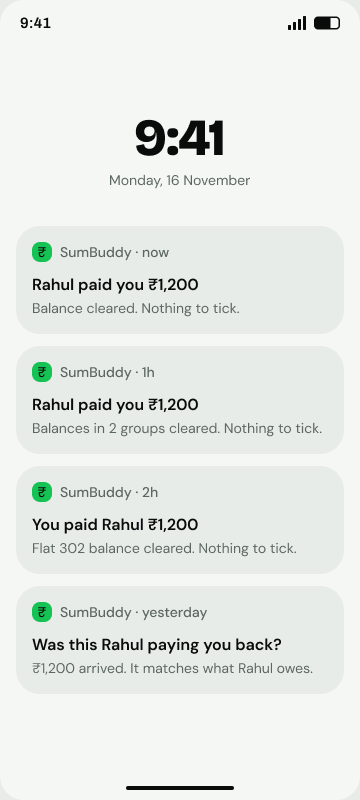 9:41
9:41
Monday, 16 November
₹ SumBuddy · now
Rahul paid you ₹1,200
Balance cleared. Nothing to tick.
₹ SumBuddy · 1h
Rahul paid you ₹1,200
Balances in 2 groups cleared. Nothing to tick.
₹ SumBuddy · 2h
You paid Rahul ₹1,200
Flat 302 balance cleared. Nothing to tick.
₹ SumBuddy · yesterday
Was this Rahul paying you back?
₹1,200 arrived. It matches what Rahul owes.